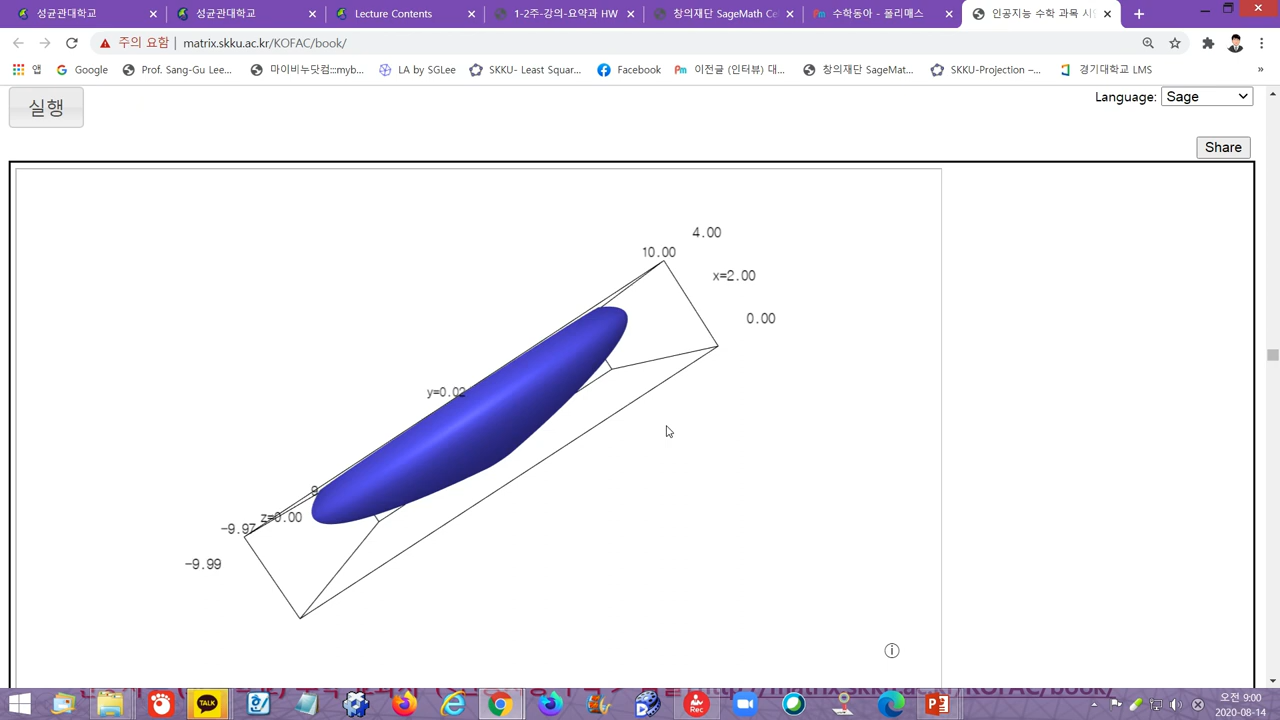 성균관대학교
성균관대학교
Lecture Contents
1-2주-강의-요약과 HW
창의재단 SageMath Ce
수학동아 - 폴리매스
인공지능 수학 과목 시
주의 요함
matrix.skku.ac.kr/KOFAC/book/
앱
Google
Prof. Sang-Gu Lee...
마이비누닷컴:::myb...
LA by SGLee
SKKU- Least Squar...
Facebook
이전글 (인터뷰) 대...
창의재단 SageMat...
SKKU-Projection –...
경기대학교 LMS
»
실행
Language:
Sage
Share
4.00
10.00
x=2.00
0.00
y=0.02
z=0.00
-9.97
-9.99
TALK
Rec
오전 9:00
2020-08-14